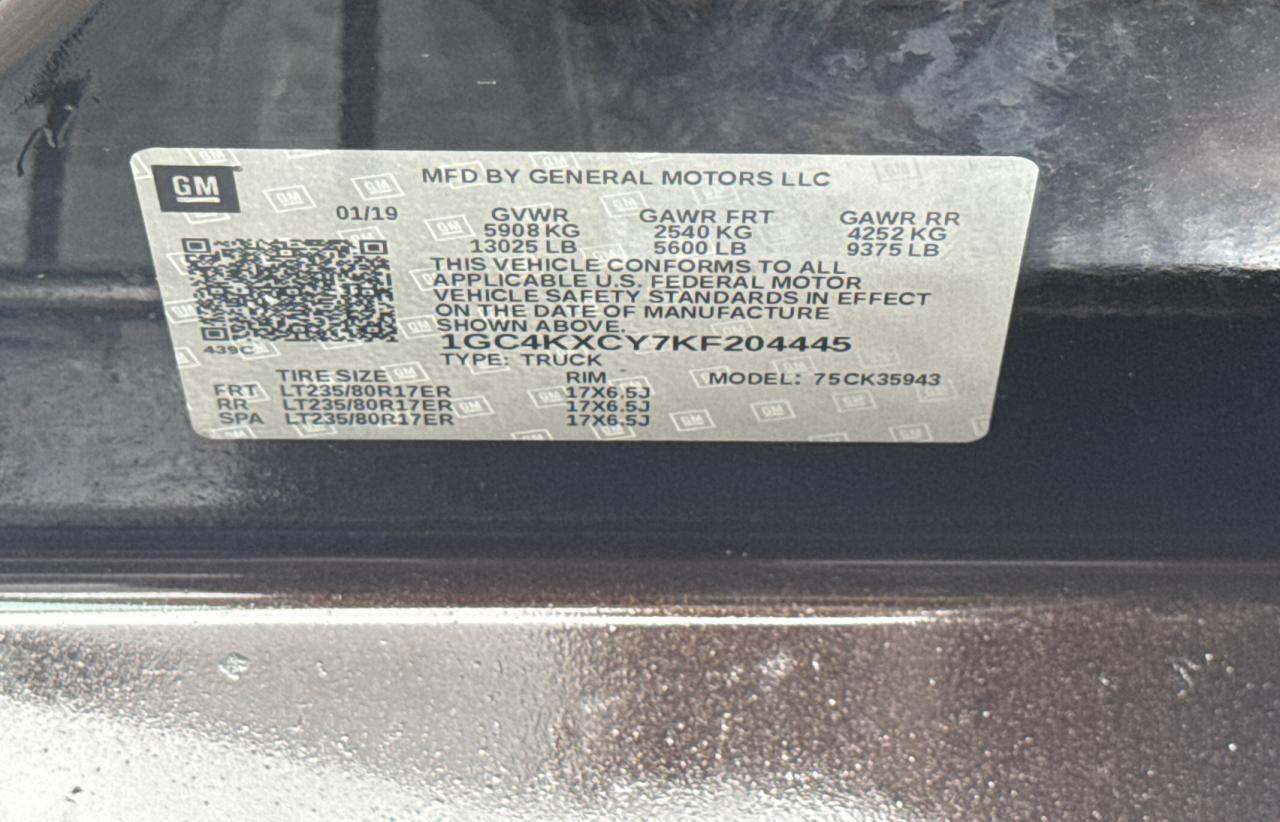 GM
MFD BY GENERAL MOTORS LLC
01/19
GVWR GAWR FRT GAWR RR
5908 KG 2540 KG 4252 KG
13025 LB 5600 LB 9375 LB
THIS VEHICLE CONFORMS TO ALL
APPLICABLE U.S. FEDERAL MOTOR
VEHICLE SAFETY STANDARDS IN EFFECT
ON THE DATE OF MANUFACTURE
SHOWN ABOVE.
439C
1GC4KXCY7KF204445
TYPE: TRUCK
TIRE SIZE RIM MODEL: 75CK35943
FRT LT235/80R17ER 17X6.5J
RR LT235/80R17ER 17X6.5J
SPA LT235/80R17ER 17X6.5J